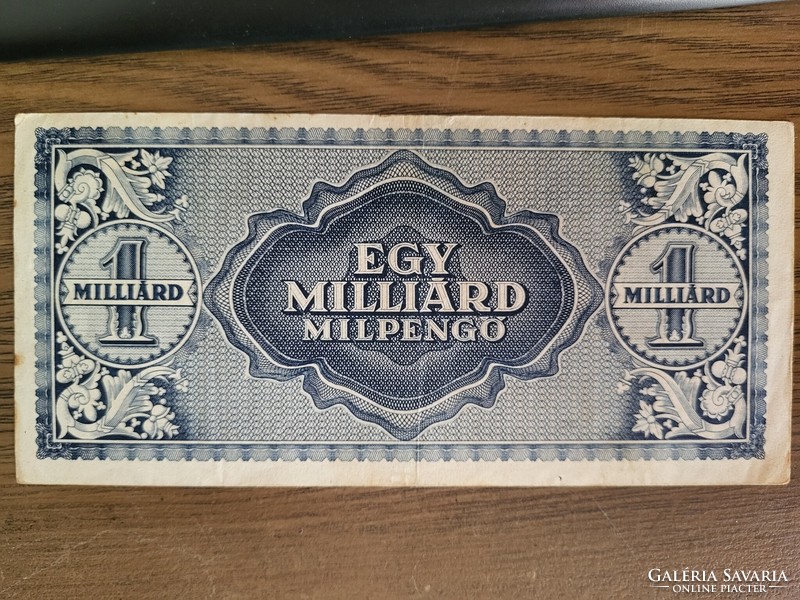 EGY
MILLIÁRD
MILPENGŐ
1
MILLIÁRD
1
MILLIÁRD
GALÉRIA SAVARIA
ONLINE PIACTÉR